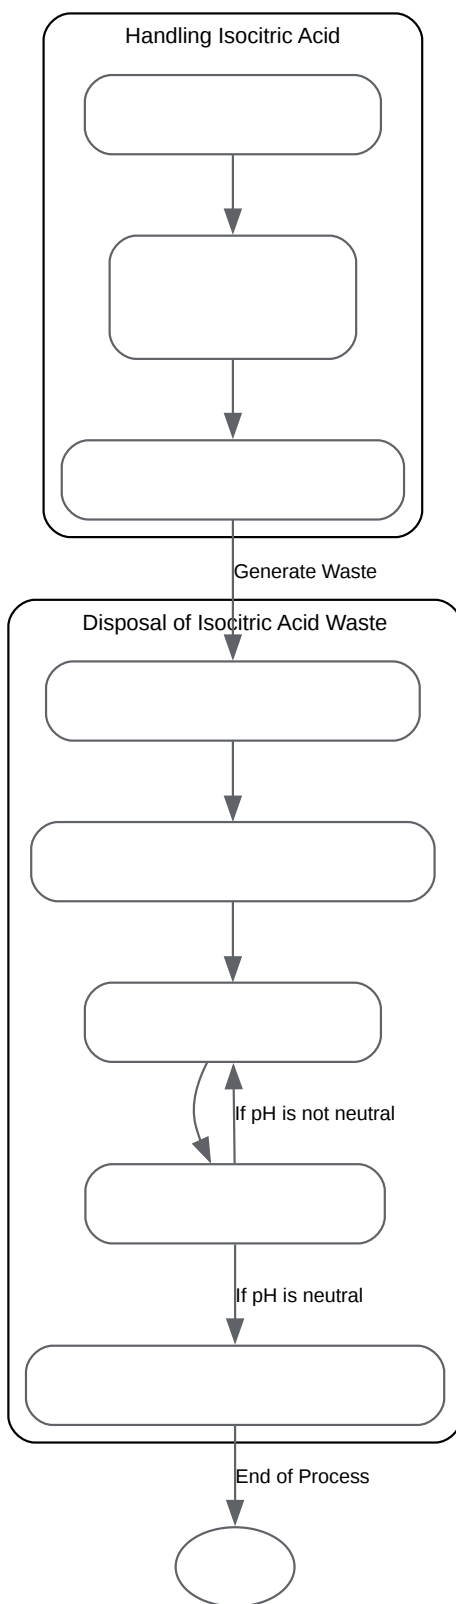 Handling Isocitric Acid
Generate Waste
Disposal of Isocitric Acid Waste
If pH is not neutral
If pH is neutral
End of Process